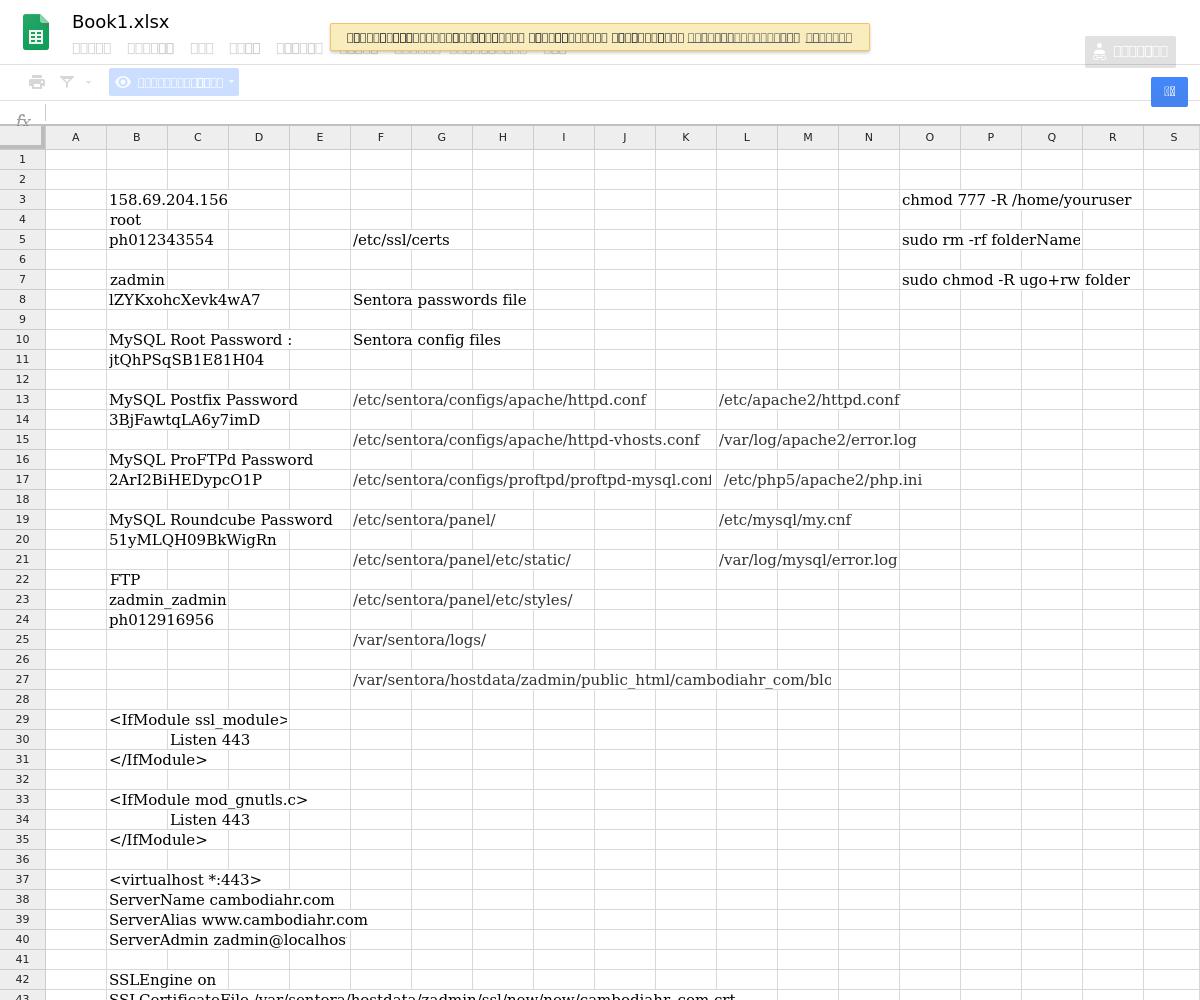 Book1.xlsx
fx
A B C D E F G H I J K L M N O P Q R S
1
2
3 158.69.204.156 chmod 777 -R /home/youruser
4 root
5 ph012343554 /etc/ssl/certs sudo rm -rf folderName
6
7 zadmin sudo chmod -R ugo+rw folder
8 lZYKxohcXevk4wA7 Sentora passwords file
9
10 MySQL Root Password : Sentora config files
11 jtQhPSqSB1E81H04
12
13 MySQL Postfix Password /etc/sentora/configs/apache/httpd.conf /etc/apache2/httpd.conf
14 3BjFawtqLA6y7imD
15 /etc/sentora/configs/apache/httpd-vhosts.conf /var/log/apache2/error.log
16 MySQL ProFTPd Password
17 2ArI2BiHEDypcO1P /etc/sentora/configs/proftpd/proftpd-mysql.conf /etc/php5/apache2/php.ini
18
19 MySQL Roundcube Password /etc/sentora/panel/ /etc/mysql/my.cnf
20 51yMLQH09BkWigRn
21 /etc/sentora/panel/etc/static/ /var/log/mysql/error.log
22 FTP
23 zadmin_zadmin /etc/sentora/panel/etc/styles/
24 ph012916956
25 /var/sentora/logs/
26
27 /var/sentora/hostdata/zadmin/public_html/cambodiahr_com/blo
28
29 <IfModule ssl_module>
30 Listen 443
31 </IfModule>
32
33 <IfModule mod_gnutls.c>
34 Listen 443
35 </IfModule>
36
37 <virtualhost *:443>
38 ServerName cambodiahr.com
39 ServerAlias www.cambodiahr.com
40 ServerAdmin zadmin@localhos
41
42 SSLEngine on
43 SSLCertificateFile /var/sentora/hostdata/zadmin/ssl/new/new/cambodiahr_com.crt